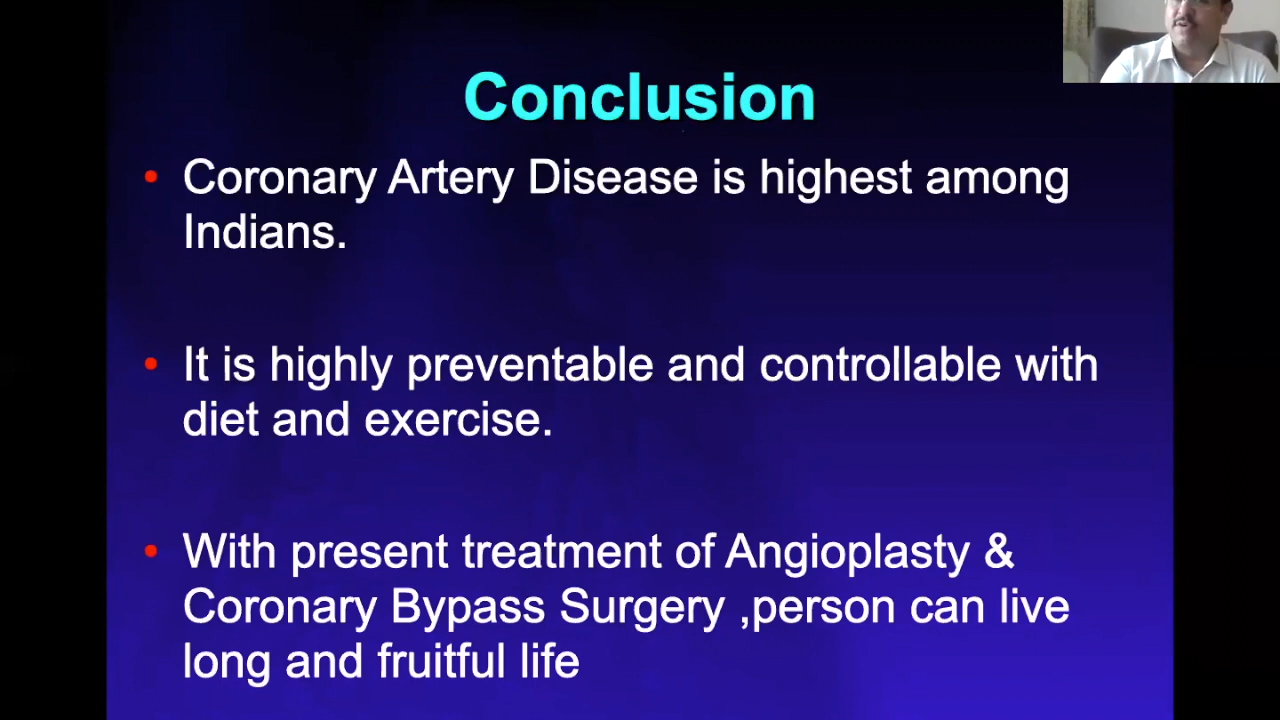 Conclusion
• Coronary Artery Disease is highest among
Indians.
• It is highly preventable and controllable with
diet and exercise.
• With present treatment of Angioplasty &
Coronary Bypass Surgery ,person can live
long and fruitful life